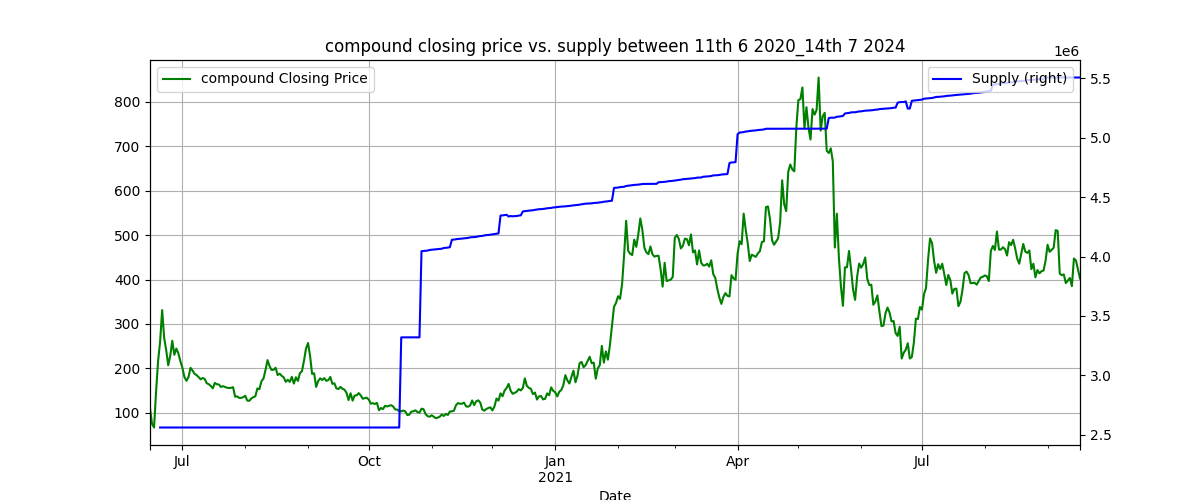 compound closing price vs. supply between 11th 6 2020_14th 7 2024
1e6
compound Closing Price
Supply (right)
800
700
600
500
400
300
200
100
5.5
5.0
4.5
4.0
3.5
3.0
2.5
Jul
Oct
Jan
2021
Apr
Jul
Date